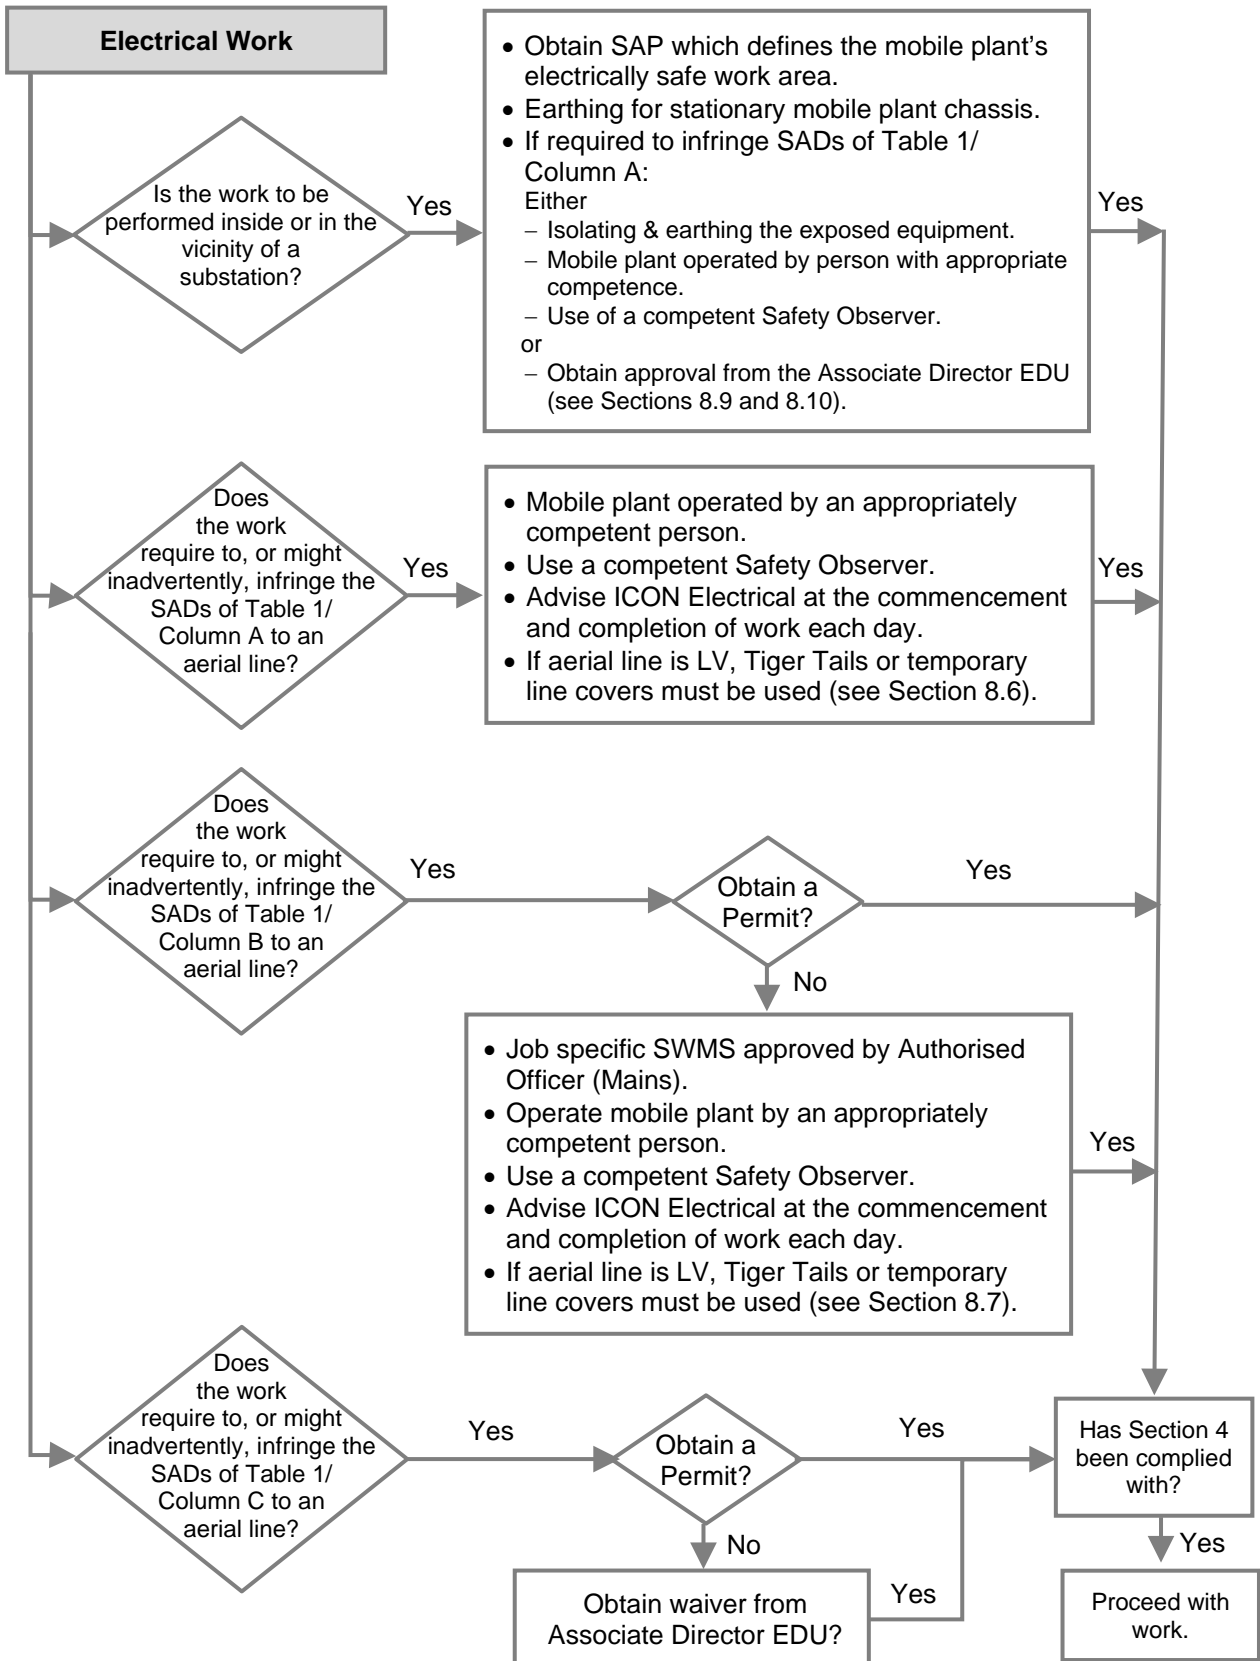 Electrical Work
• Obtain SAP which defines the mobile plant's
electrically safe work area.
• Earthing for stationary mobile plant chassis.
• If required to infringe SADs of Table 1/
Column A:
Either
– Isolating & earthing the exposed equipment.
– Mobile plant operated by person with appropriate
competence.
– Use of a competent Safety Observer.
or
– Obtain approval from the Associate Director EDU
(see Sections 8.9 and 8.10).
Is the work to be
performed inside or in the
vicinity of a
substation?
Yes
Yes
Does
the work
require to, or might
inadvertently, infringe the
SADs of Table 1/
Column A to an
aerial line?
Yes
• Mobile plant operated by an appropriately
competent person.
• Use a competent Safety Observer.
• Advise ICON Electrical at the commencement
and completion of work each day.
• If aerial line is LV, Tiger Tails or temporary
line covers must be used (see Section 8.6).
Yes
Does
the work
require to, or might
inadvertently, infringe the
SADs of Table 1/
Column B to an
aerial line?
Yes
Obtain a
Permit?
Yes
No
• Job specific SWMS approved by Authorised
Officer (Mains).
• Operate mobile plant by an appropriately
competent person.
• Use a competent Safety Observer.
• Advise ICON Electrical at the commencement
and completion of work each day.
• If aerial line is LV, Tiger Tails or temporary
line covers must be used (see Section 8.7).
Yes
Does
the work
require to, or might
inadvertently, infringe the
SADs of Table 1/
Column C to an
aerial line?
Yes
Obtain a
Permit?
Yes
No
Obtain waiver from
Associate Director EDU?
Yes
Has Section 4
been complied
with?
Yes
Proceed with
work.